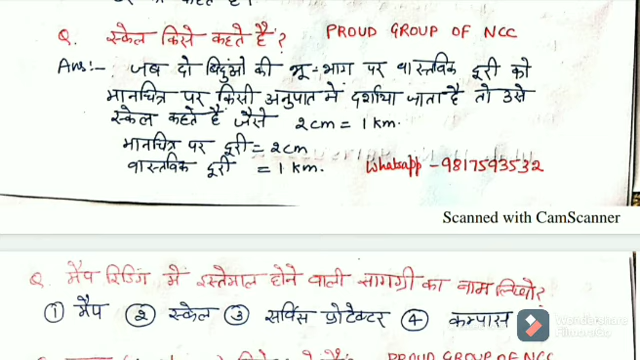 Q. स्केल किसे कहते है? PROUD GROUP OF NCC
Ans:- जब दो बिदुंओ की भू-भाग पर वास्तविक दूरी को
मानचित्र पर किसी अनुपात मे दर्शाया जाता है तो उसे
स्केल कहते है जैसे 2cm = 1 km.
मानचित्र पर दूरी = 2cm
वास्तविक दूरी = 1 km. Whatsapp - 9817593532
Scanned with CamScanner
Q. मैप रिडिंग में इस्तेमाल होने वाली सामग्री का नाम लिखो?
① मैप ② स्केल ③ सर्विस प्रोटेक्टर ④ कम्पास
Wondershare
Filmora
PROUD GROUP OF NCC